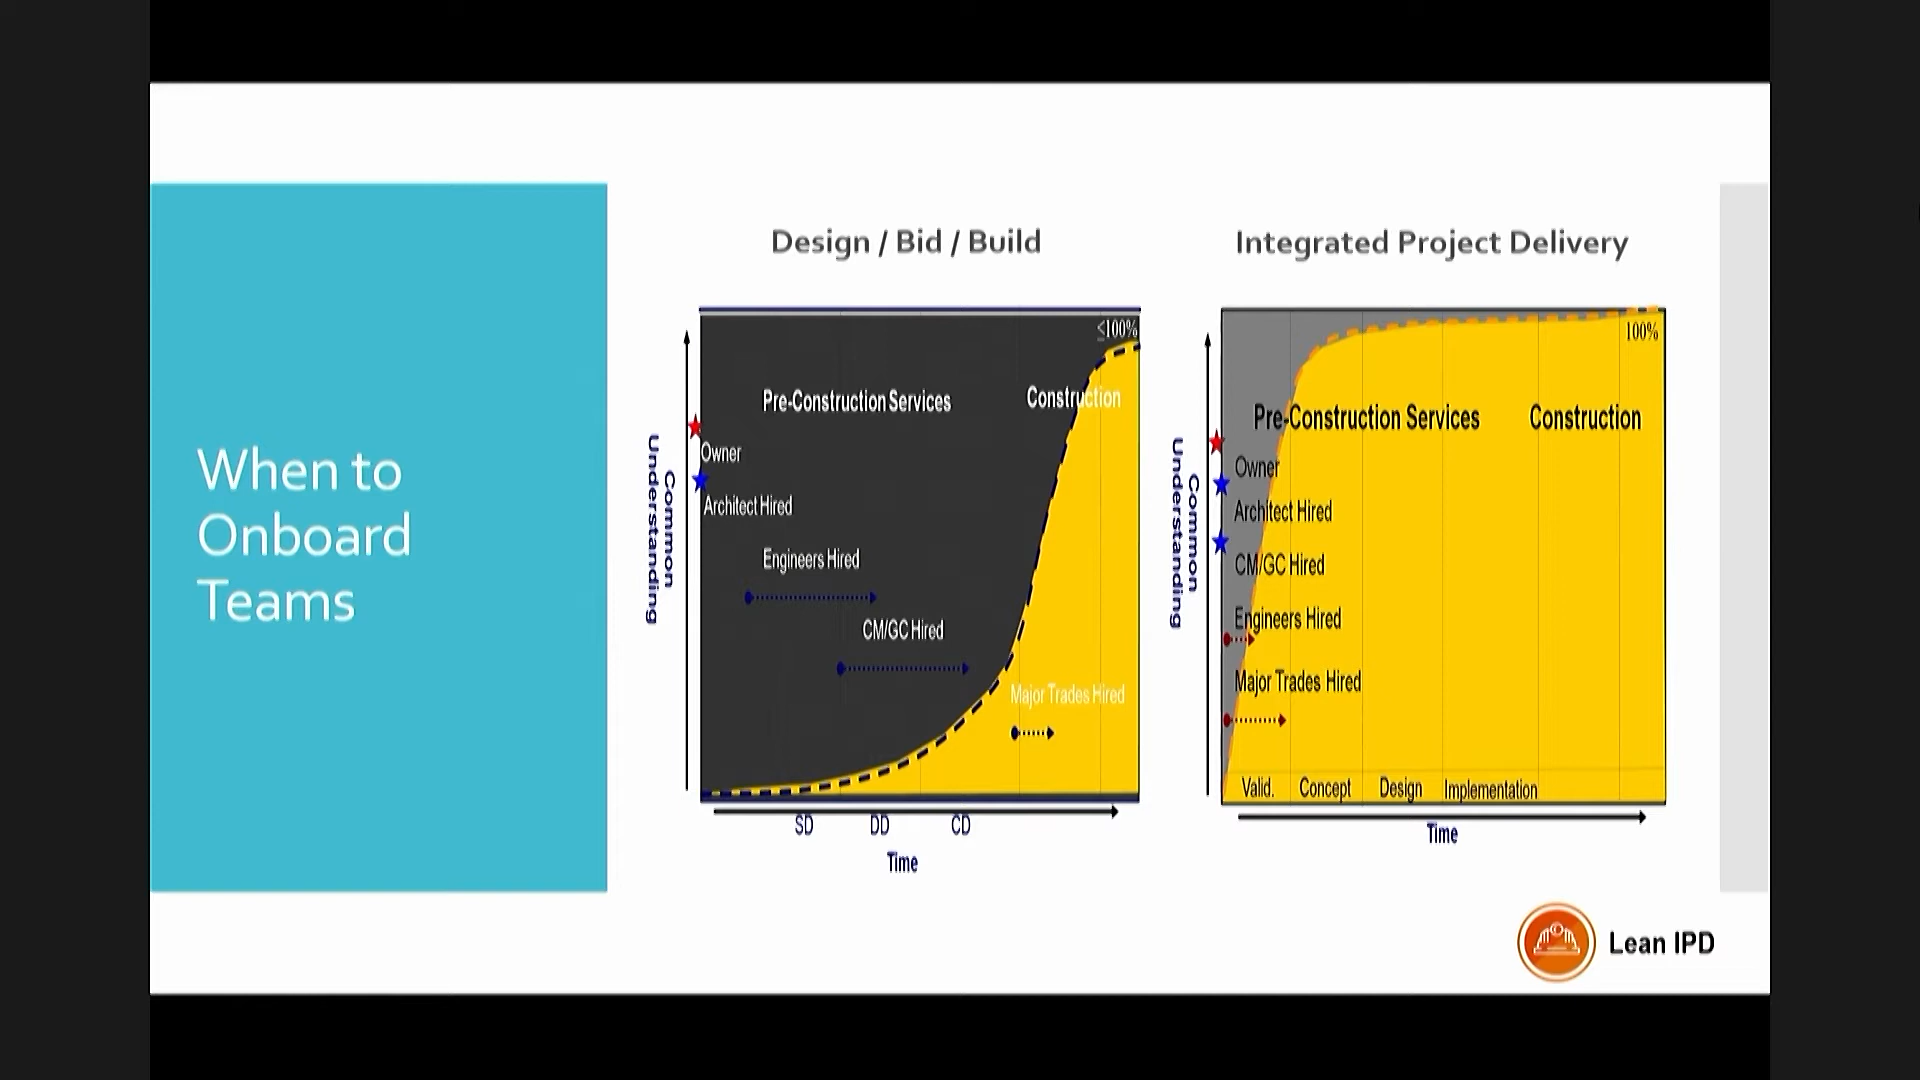 When to
Onboard
Teams
Design / Bid / Build
≤100%
Pre-Construction Services
Construction
Owner
Architect Hired
Engineers Hired
CM/GC Hired
Major Trades Hired
Common
Understanding
SD DD CD
Time
Integrated Project Delivery
100%
Pre-Construction Services
Construction
Owner
Architect Hired
CM/GC Hired
Engineers Hired
Major Trades Hired
Common
Understanding
Valid. Concept Design Implementation
Time
Lean IPD